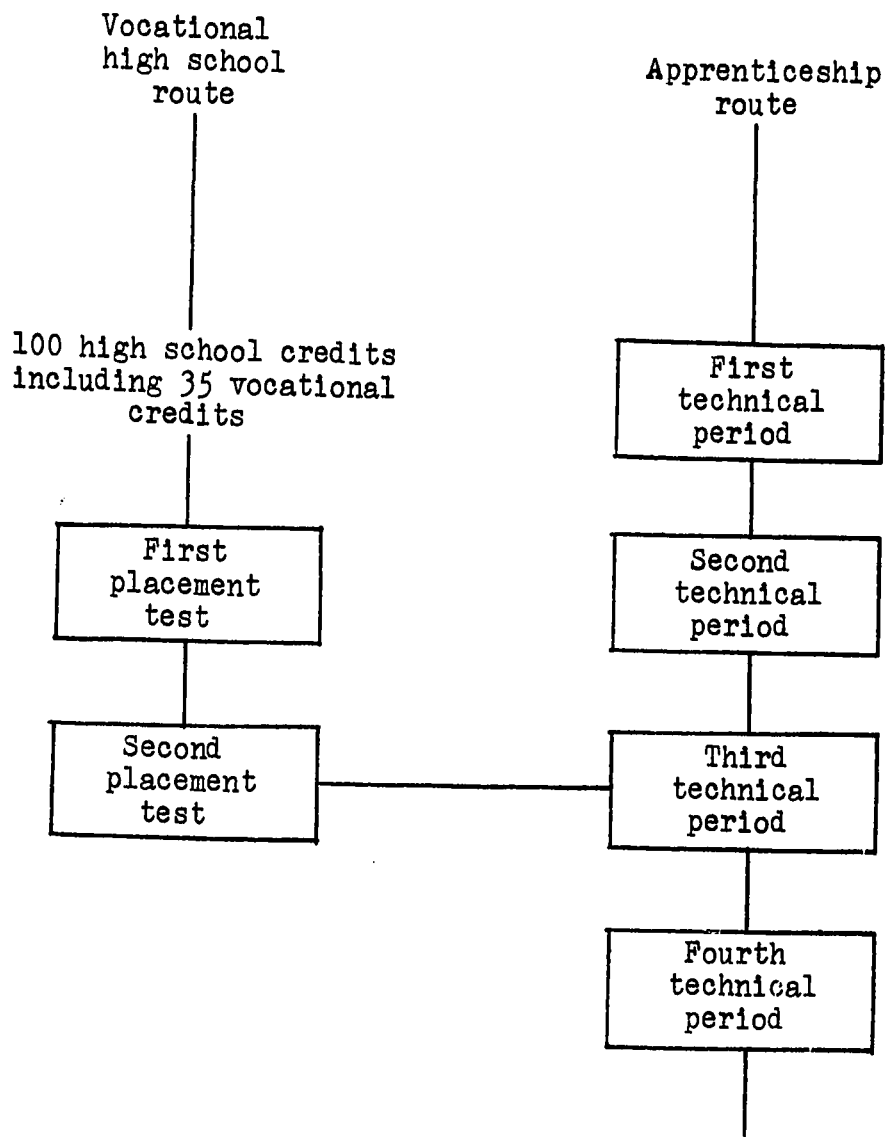 Vocational
high school
route
Apprenticeship
route
100 high school credits
including 35 vocational
credits
First
technical
period
First
placement
test
Second
technical
period
Second
placement
test
Third
technical
period
Fourth
technical
period